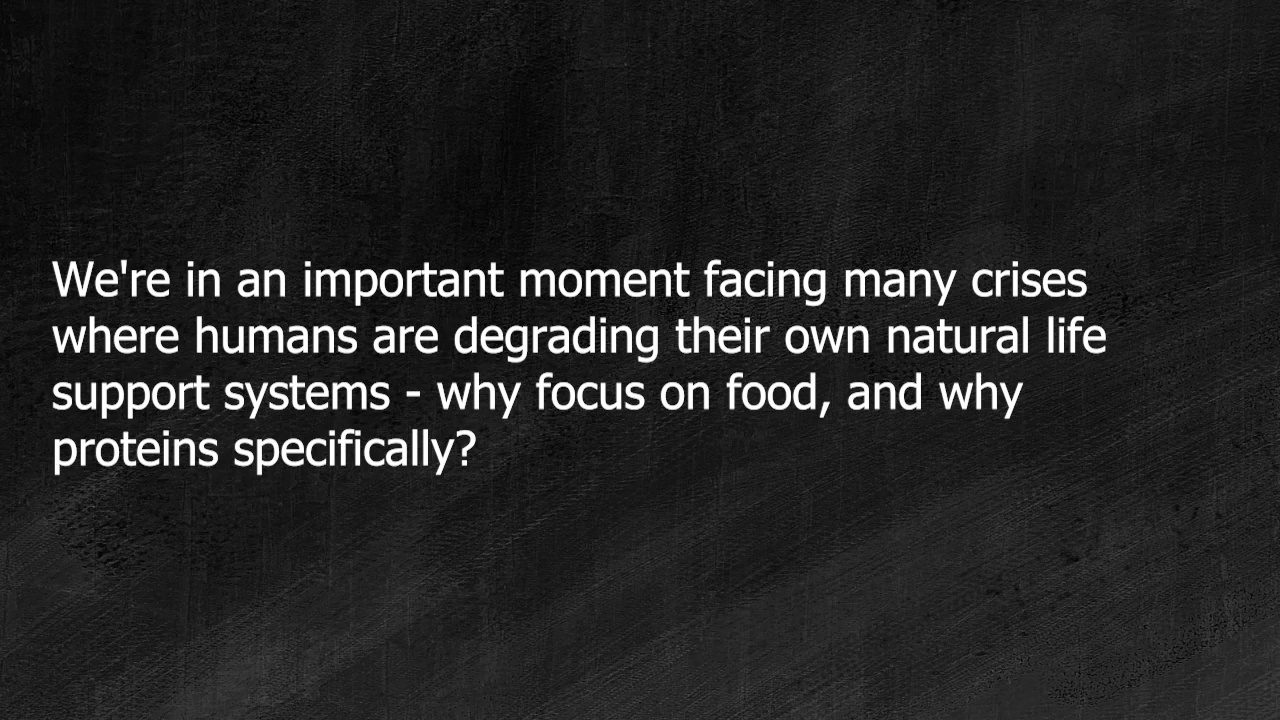 We're in an important moment facing many crises
where humans are degrading their own natural life
support systems - why focus on food, and why
proteins specifically?